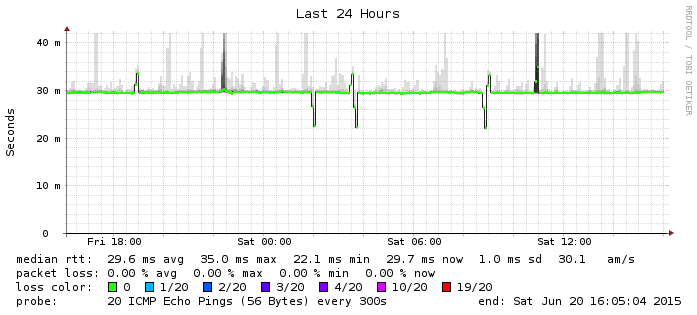 Last 24 Hours
RRDTOOL / TOBI OETIKER
Seconds
40 m
30 m
20 m
10 m
0
Fri 18:00 Sat 00:00 Sat 06:00 Sat 12:00
median rtt: 29.6 ms avg 35.0 ms max 22.1 ms min 29.7 ms now 1.0 ms sd 30.1 am/s
packet loss: 0.00 % avg 0.00 % max 0.00 % min 0.00 % now
loss color: 0 1/20 2/20 3/20 4/20 10/20 19/20
probe: 20 ICMP Echo Pings (56 Bytes) every 300s end: Sat Jun 20 16:05:04 2015